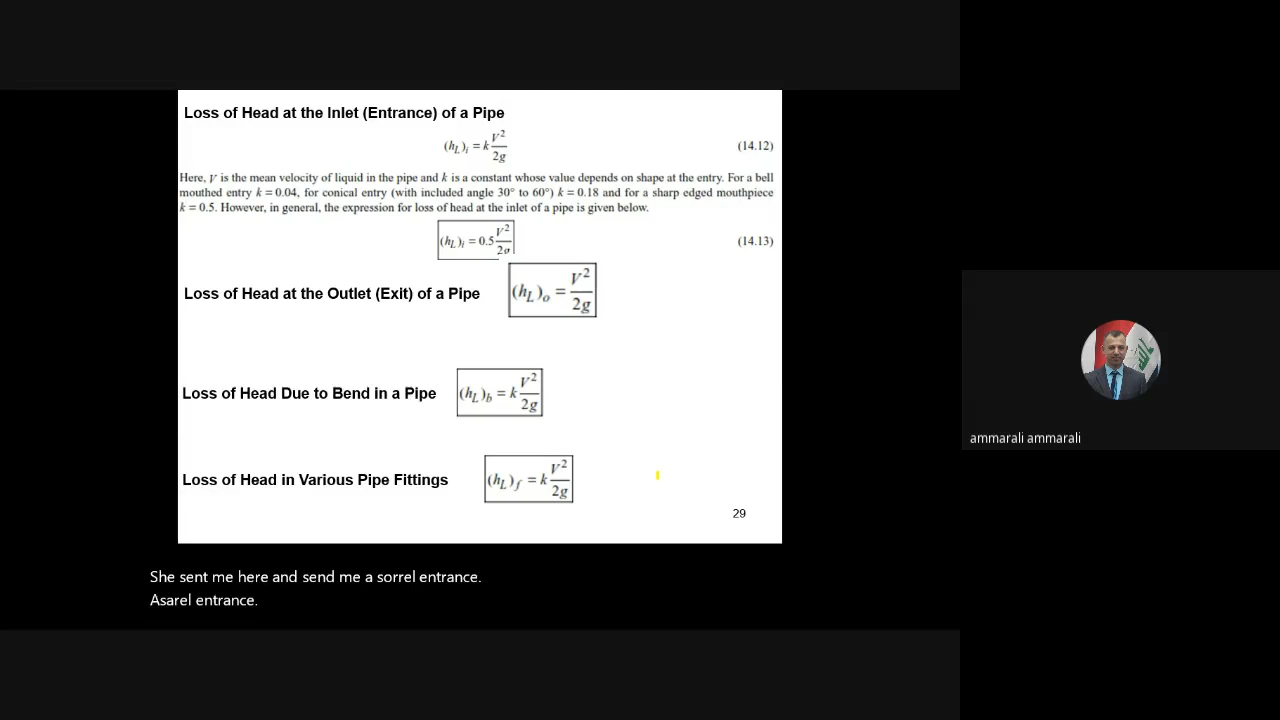 Loss of Head at the Inlet (Entrance) of a Pipe
(h_L)_i = k V²/2g (14.12)
Here, V is the mean velocity of liquid in the pipe and k is a constant whose value depends on shape at the entry. For a bell
mouthed entry k = 0.04, for conical entry (with included angle 30° to 60°) k = 0.18 and for a sharp edged mouthpiece
k = 0.5. However, in general, the expression for loss of head at the inlet of a pipe is given below.
(h_L)_i = 0.5 V²/2g (14.13)
Loss of Head at the Outlet (Exit) of a Pipe (h_L)_o = V²/2g
Loss of Head Due to Bend in a Pipe (h_L)_b = k V²/2g
Loss of Head in Various Pipe Fittings (h_L)_f = k V²/2g
29
She sent me here and send me a sorrel entrance.
Asarel entrance.
ammarali ammarali